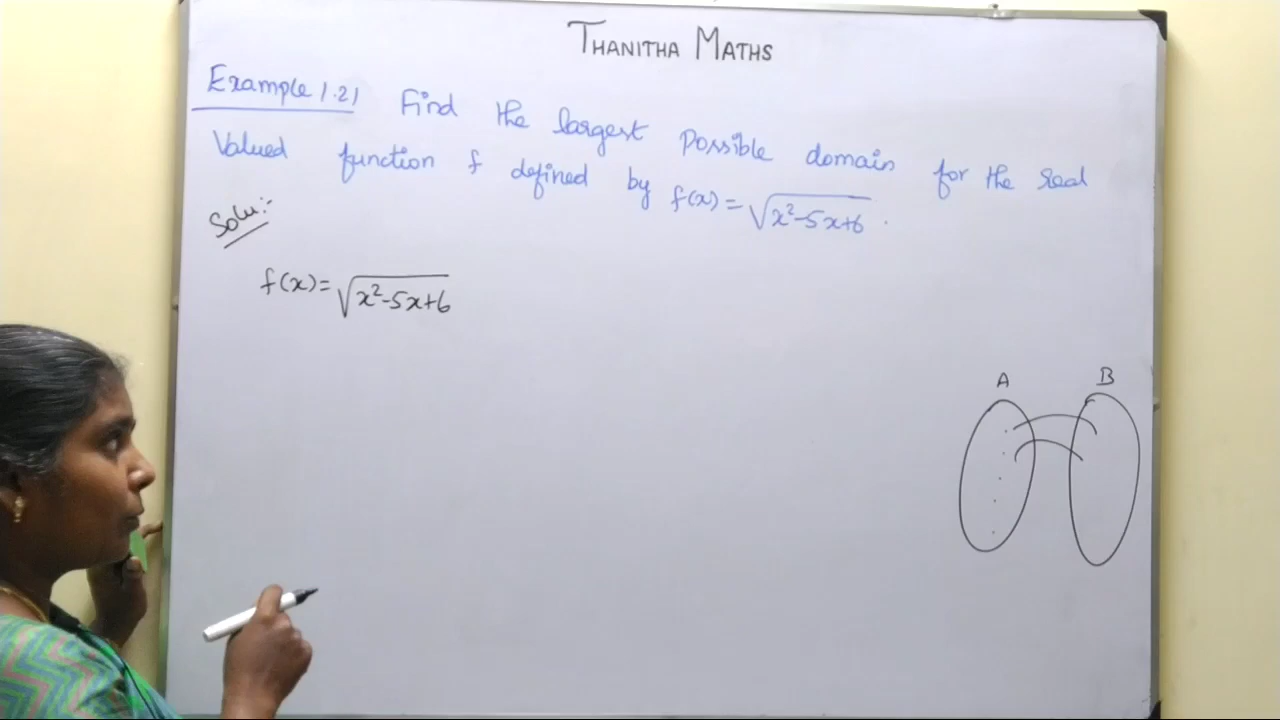 THANITHA MATHS
Example 1.21 Find the largest Possible domain for the real
Valued function f defined by f(x) = √x²-5x+6 .
Solu:-
f(x) = √x²-5x+6
A B